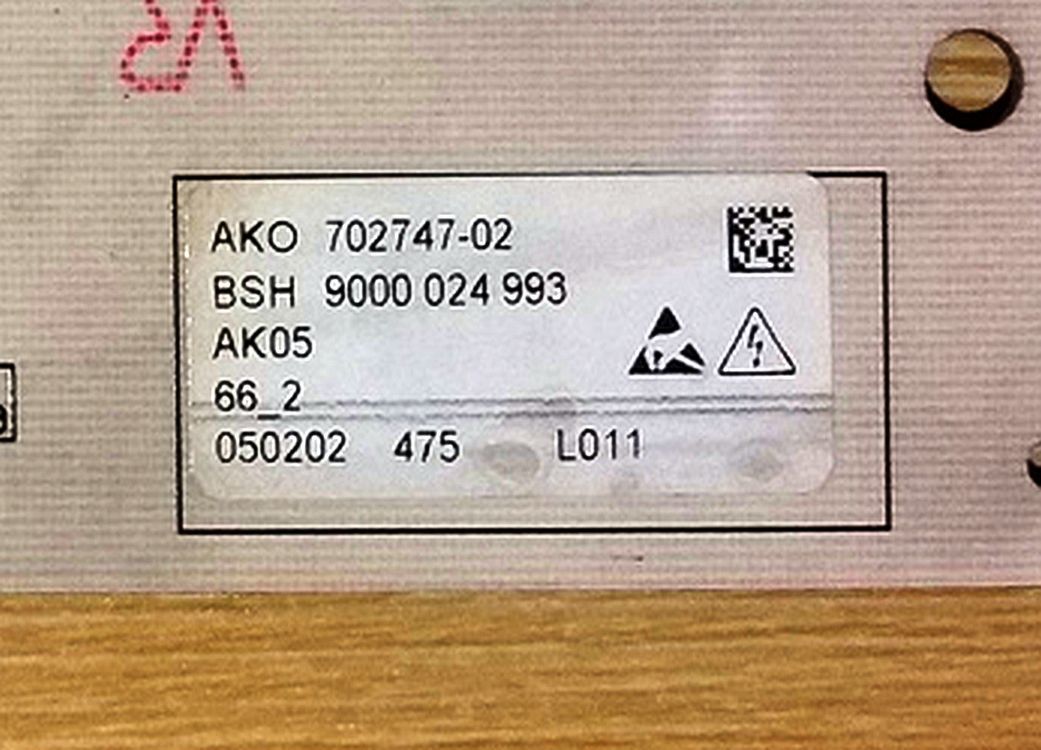 AKO 702747-02
BSH 9000 024 993
AK05
66_2
050202 475 L011